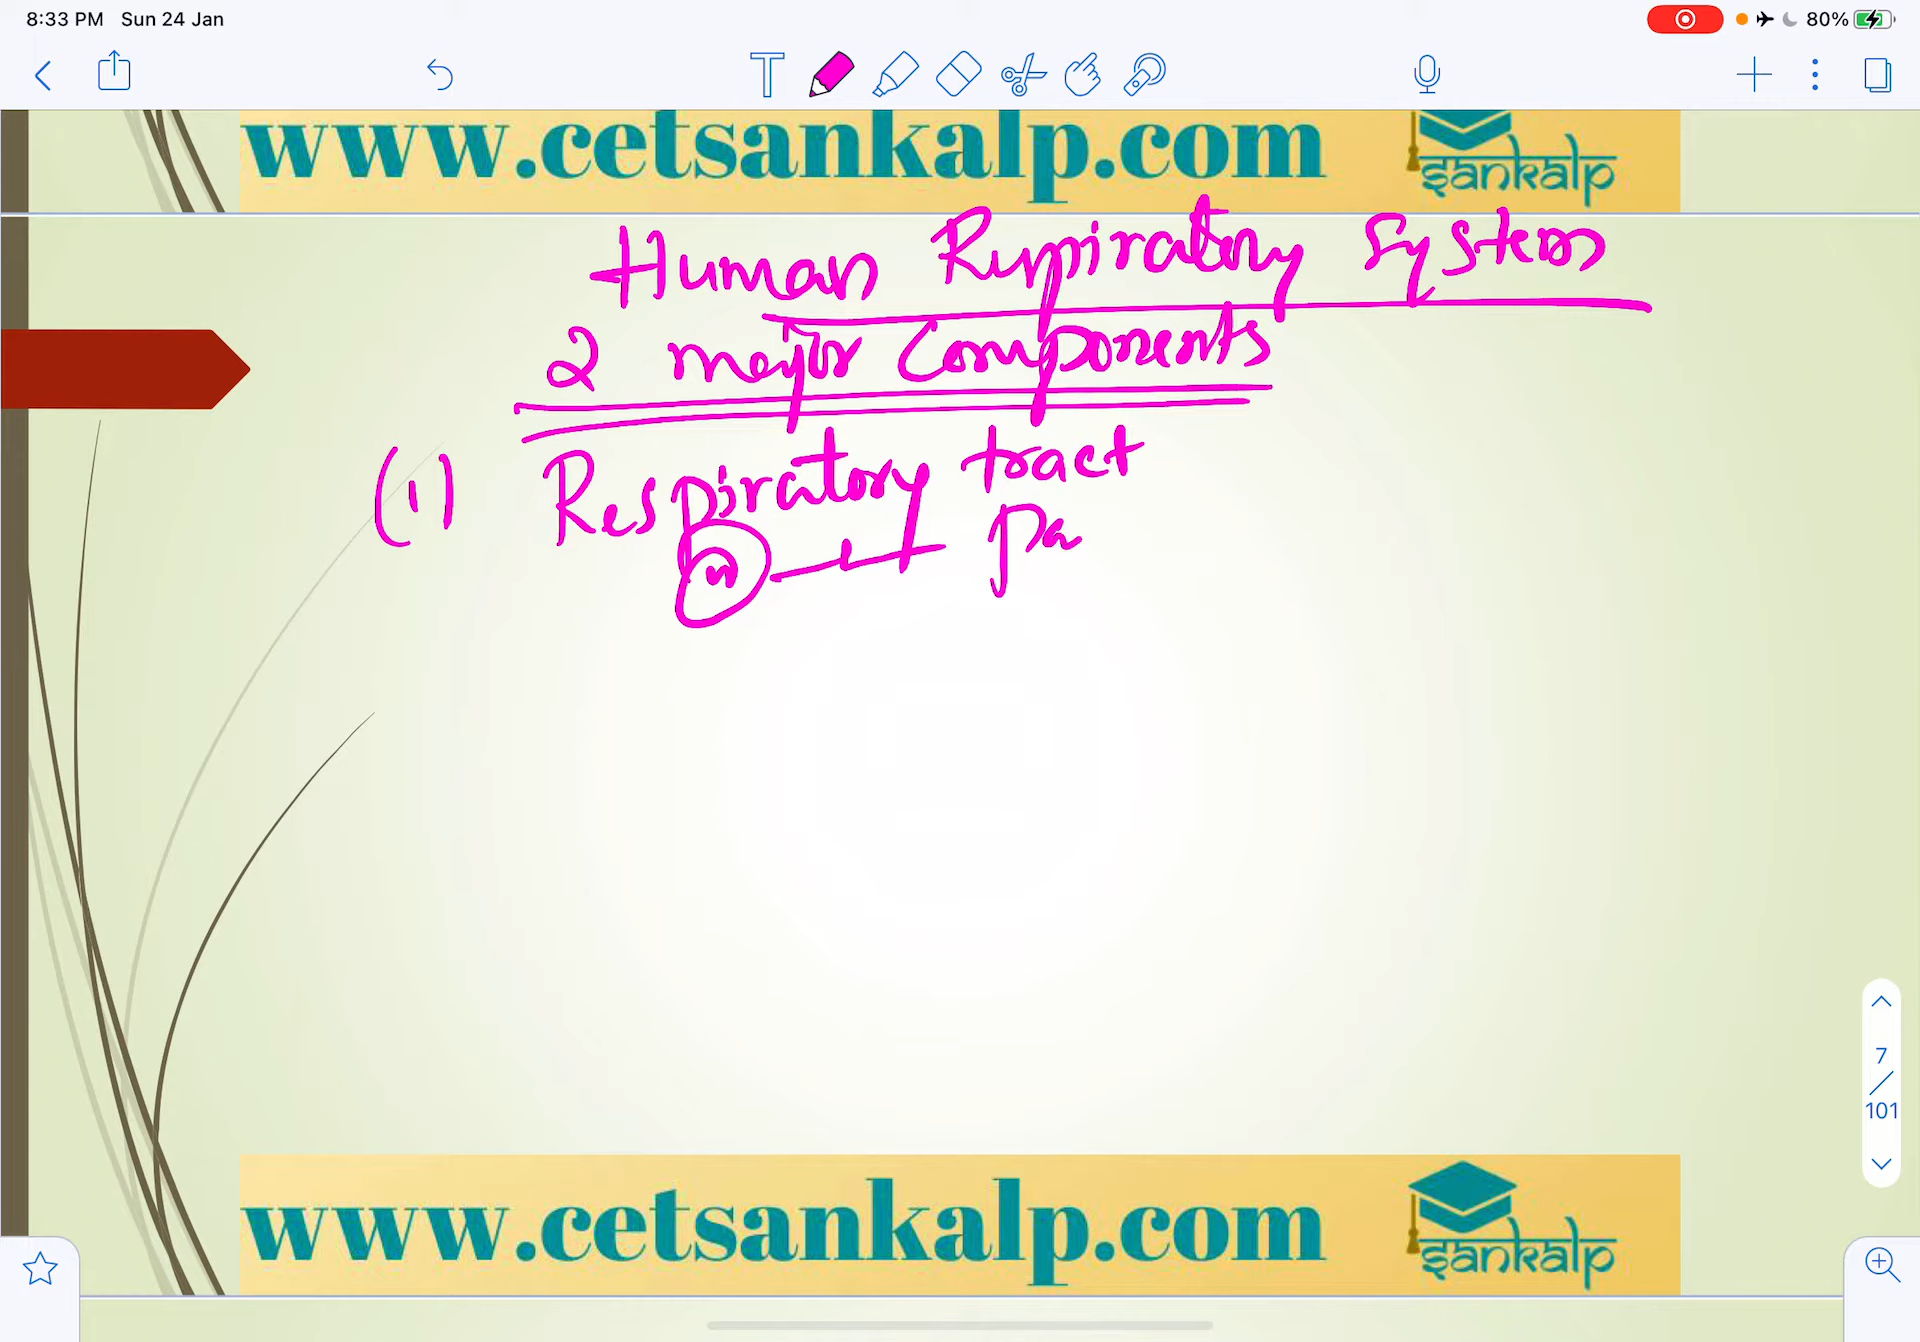 8:33 PM Sun 24 Jan
80%
www.cetsankalp.com
sankalp
Human Respiratory System
2 major Components
(1) Respiratory tract
Pa
7
/
101
www.cetsankalp.com
sankalp